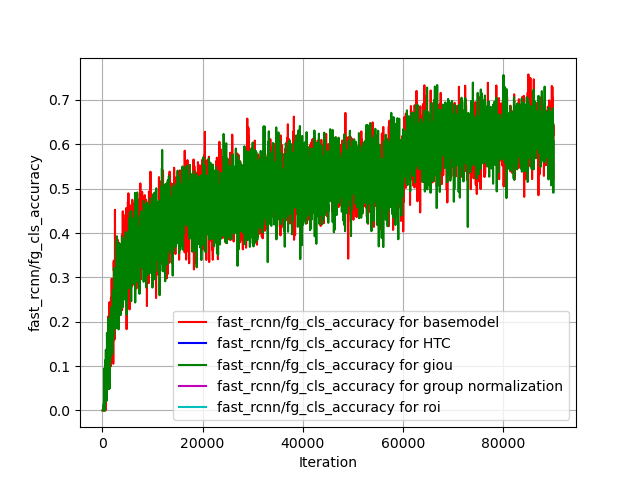 0.7
0.6
0.5
0.4
0.3
0.2
0.1
0.0
fast_rcnn/fg_cls_accuracy
fast_rcnn/fg_cls_accuracy for basemodel
fast_rcnn/fg_cls_accuracy for HTC
fast_rcnn/fg_cls_accuracy for giou
fast_rcnn/fg_cls_accuracy for group normalization
fast_rcnn/fg_cls_accuracy for roi
0 20000 40000 60000 80000
Iteration